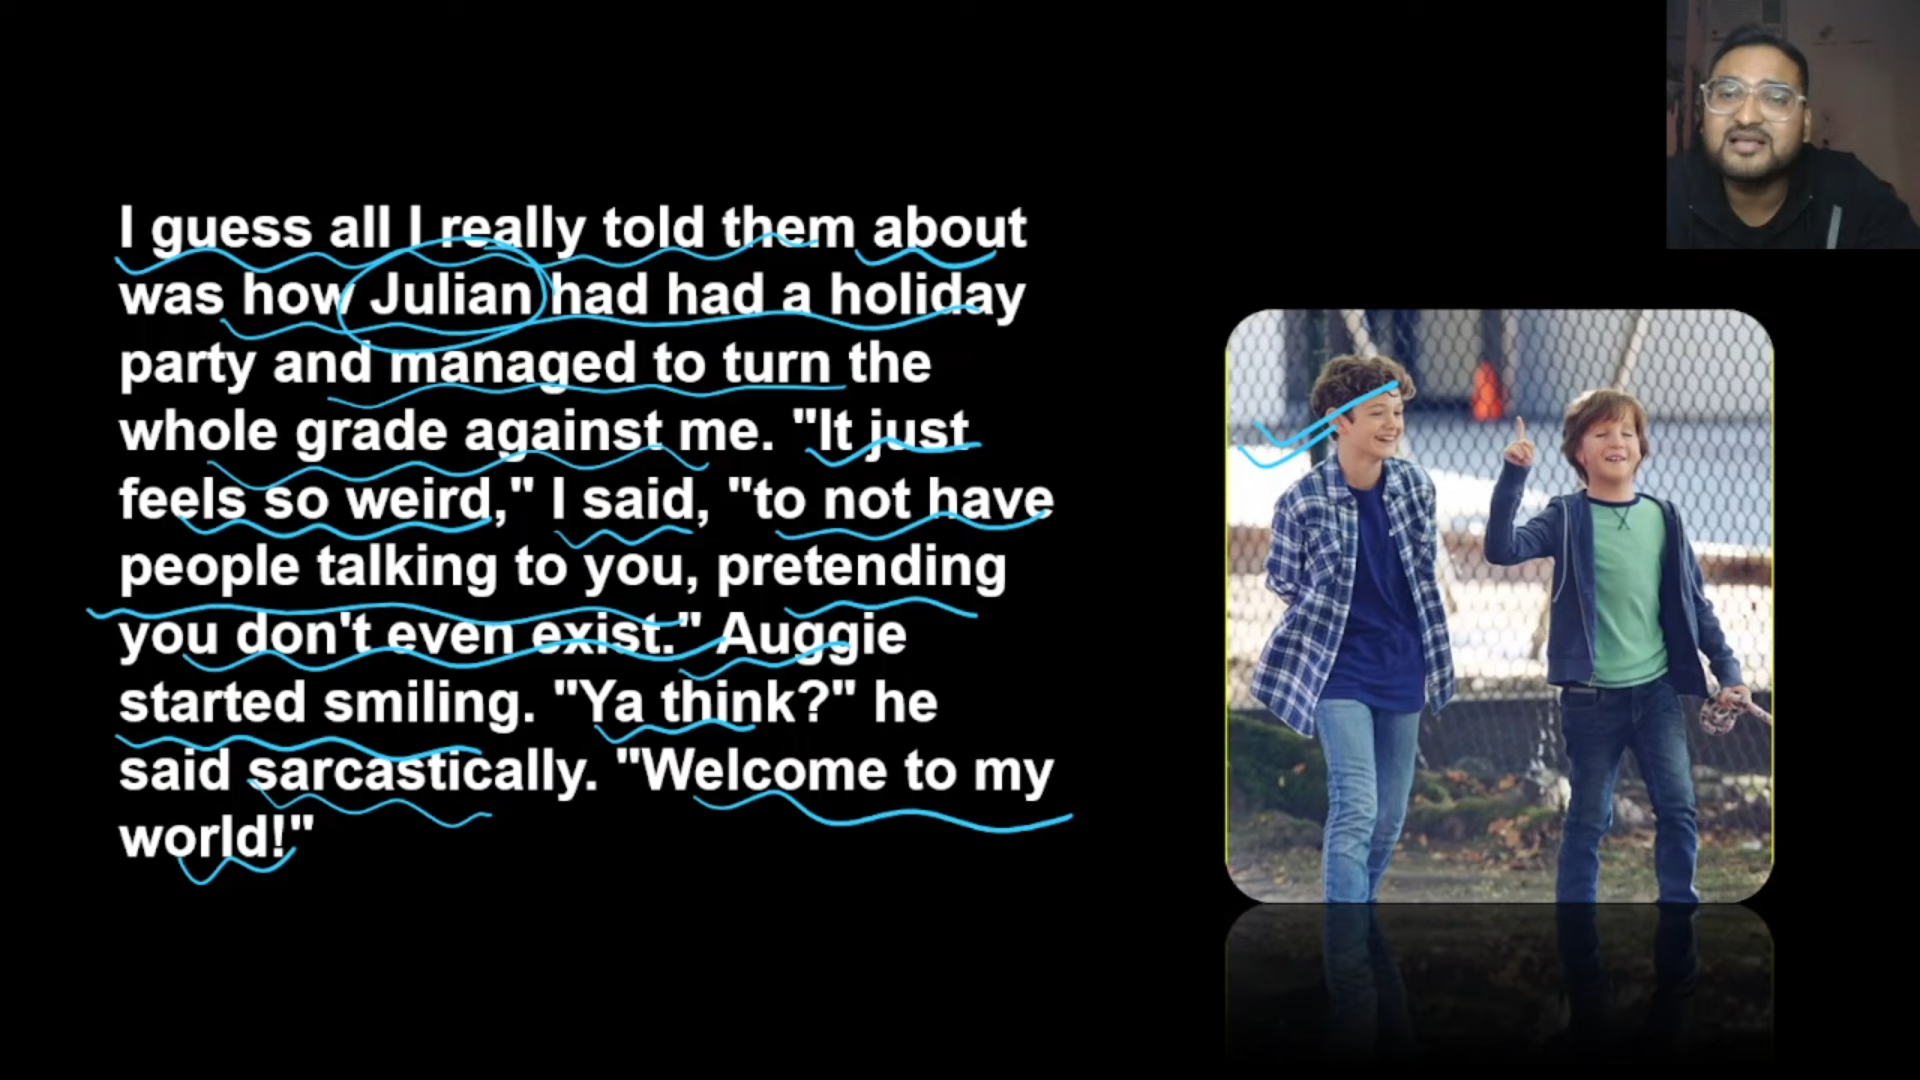 I guess all I really told them about
was how Julian had had a holiday
party and managed to turn the
whole grade against me. "It just
feels so weird," I said, "to not have
people talking to you, pretending
you don't even exist." Auggie
started smiling. "Ya think?" he
said sarcastically. "Welcome to my
world!"